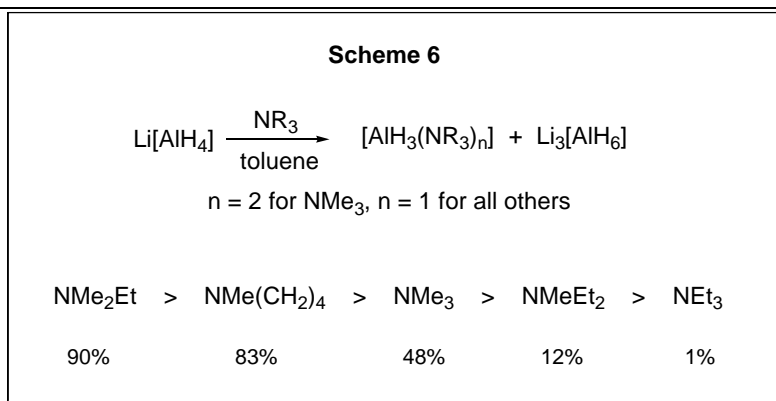 Scheme 6
Li[AlH₄] NR₃ toluene [AlH₃(NR₃)ₙ] + Li₃[AlH₆]
n = 2 for NMe₃, n = 1 for all others
NMe₂Et > NMe(CH₂)₄ > NMe₃ > NMeEt₂ > NEt₃
90% 83% 48% 12% 1%